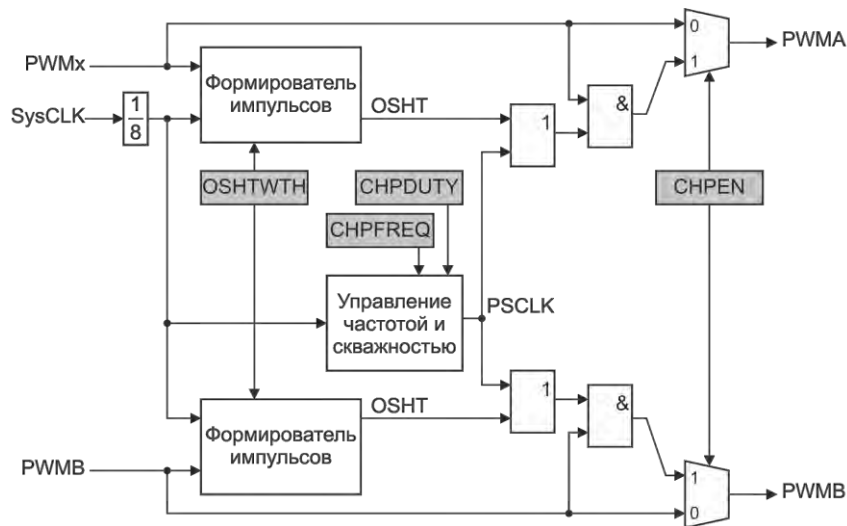 0
PWMA
PWMx
1
Формирователь
импульсов
OSHT
&
SysCLK
1
8
1
OSHTWTH
CHPDUTY
CHPEN
CHPFREQ
Управление
частотой и
скважностью
PSCLK
1
OSHT
&
Формирователь
импульсов
PWMB
1
PWMB
0